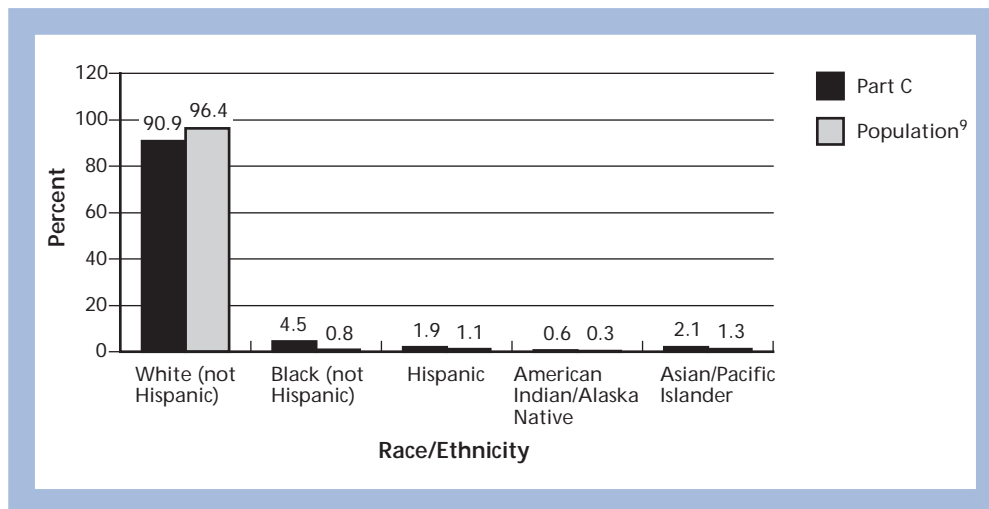 120
100
80
60
40
20
0
Percent
90.9 96.4
4.5 0.8
1.9 1.1
0.6 0.3
2.1 1.3
White (not
Hispanic)
Black (not
Hispanic)
Hispanic
American
Indian/Alaska
Native
Asian/Pacific
Islander
Race/Ethnicity
Part C
Population⁹